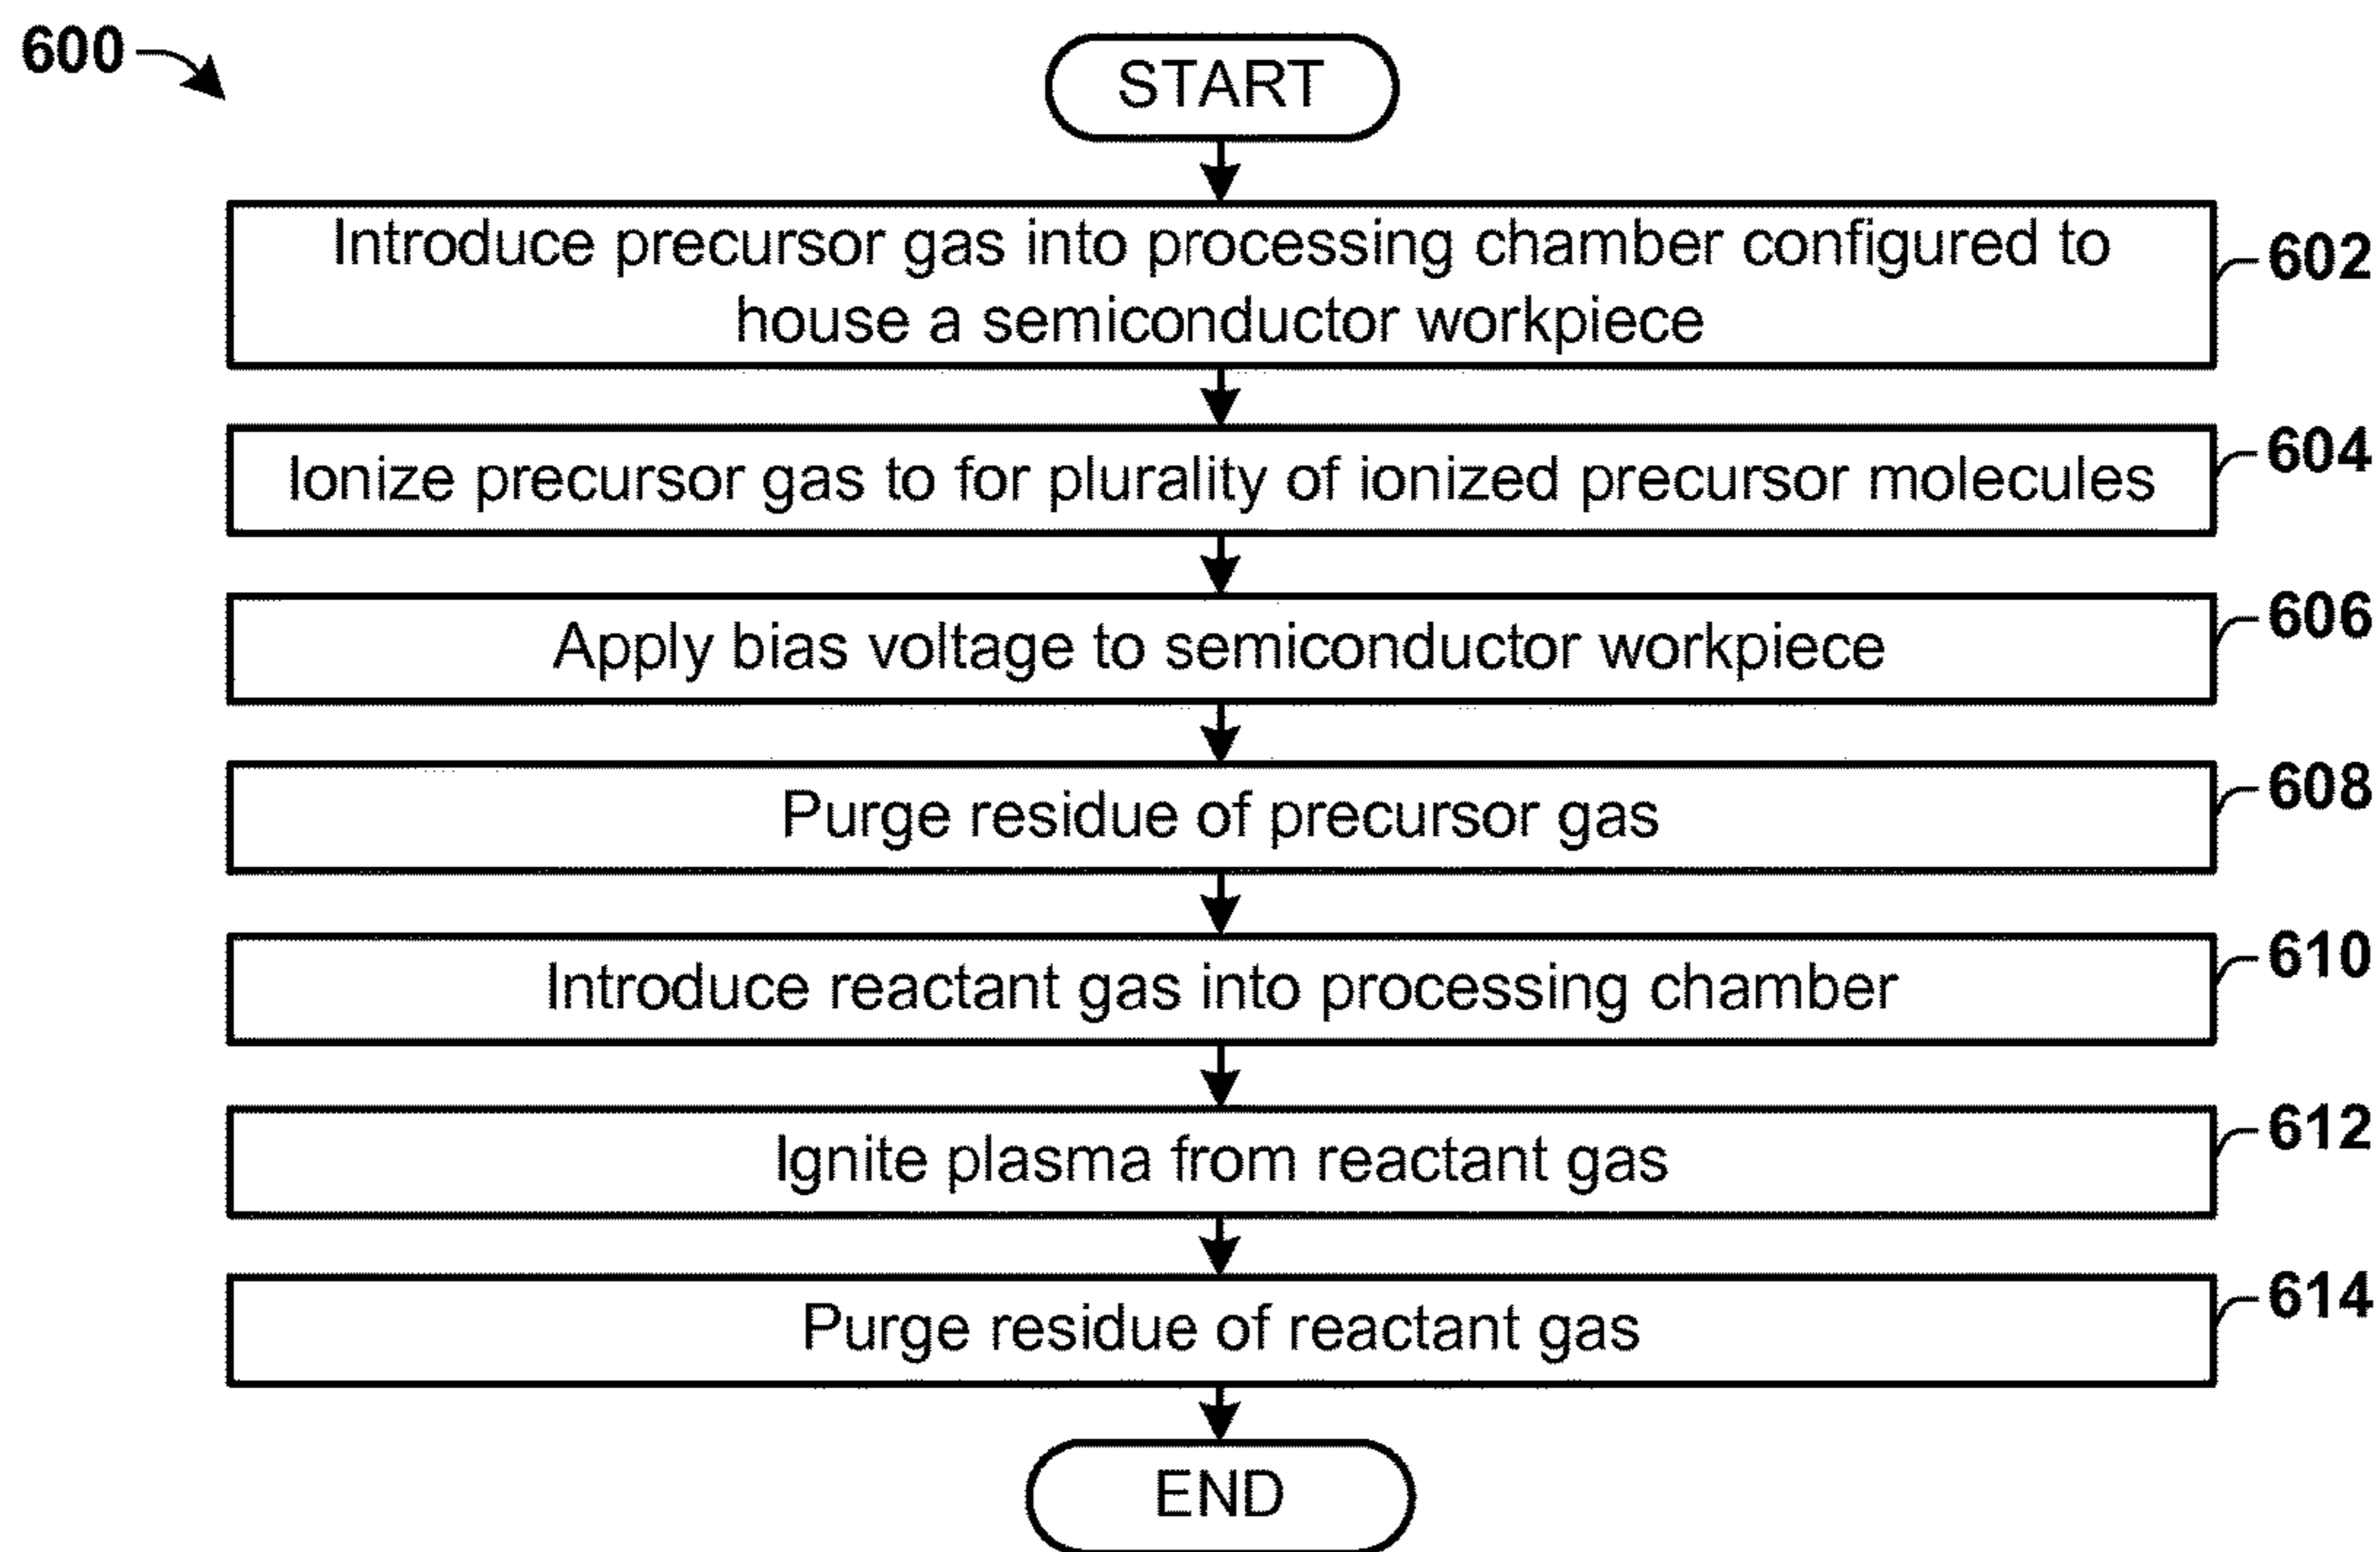 600
START
Introduce precursor gas into processing chamber configured to
house a semiconductor workpiece
602
Ionize precursor gas to for plurality of ionized precursor molecules
604
Apply bias voltage to semiconductor workpiece
606
Purge residue of precursor gas
608
Introduce reactant gas into processing chamber
610
Ignite plasma from reactant gas
612
Purge residue of reactant gas
614
END